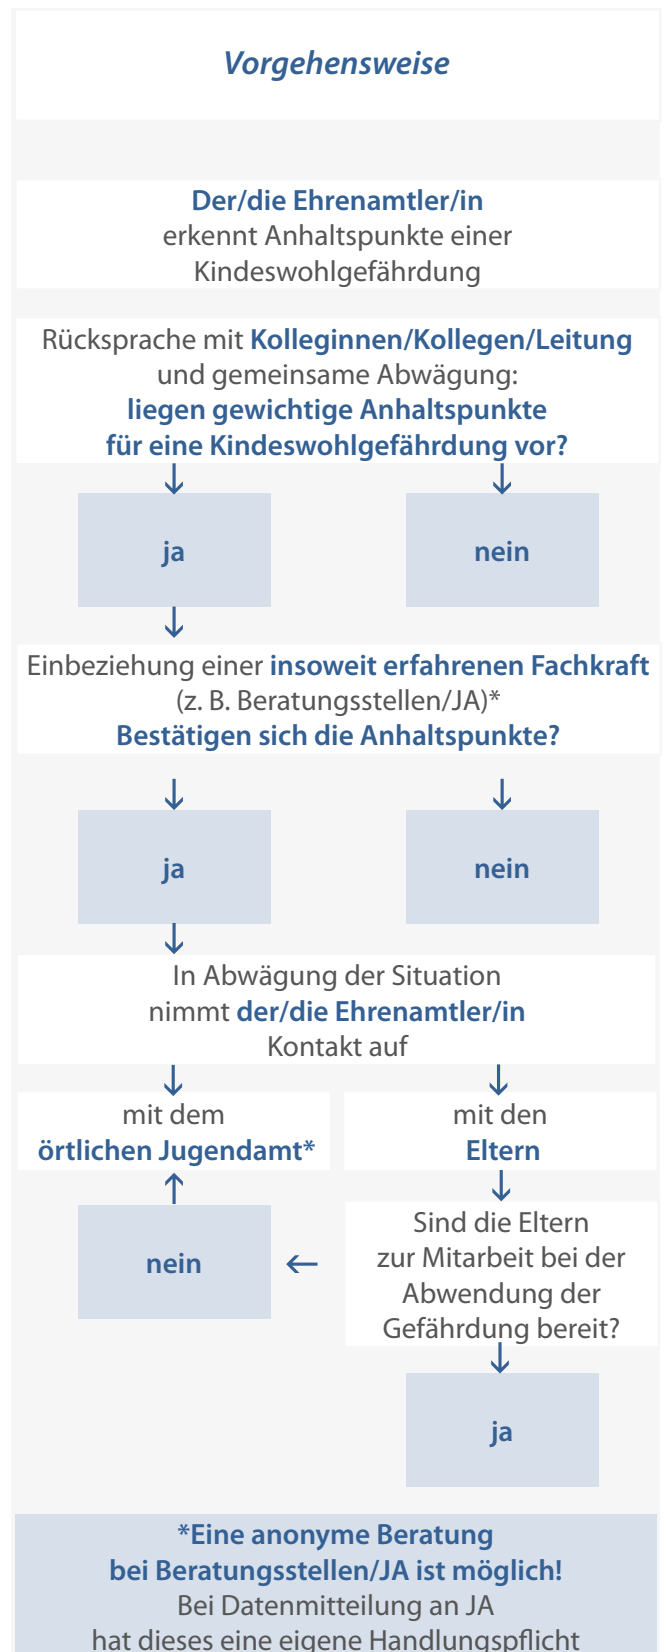 Vorgehensweise
Der/die Ehrenamtler/in
erkennt Anhaltspunkte einer
Kindeswohlgefährdung
Rücksprache mit Kolleginnen/Kollegen/Leitung
und gemeinsame Abwägung:
liegen gewichtige Anhaltspunkte
für eine Kindeswohlgefährdung vor?
ja
nein
Einbeziehung einer insoweit erfahrenen Fachkraft
(z. B. Beratungsstellen/JA)*
Bestätigen sich die Anhaltspunkte?
ja
nein
In Abwägung der Situation
nimmt der/die Ehrenamtler/in
Kontakt auf
mit dem
örtlichen Jugendamt*
mit den
Eltern
Sind die Eltern
zur Mitarbeit bei der
Abwendung der
Gefährdung bereit?
nein
ja
*Eine anonyme Beratung
bei Beratungsstellen/JA ist möglich!
Bei Datenmitteilung an JA
hat dieses eine eigene Handlungspflicht